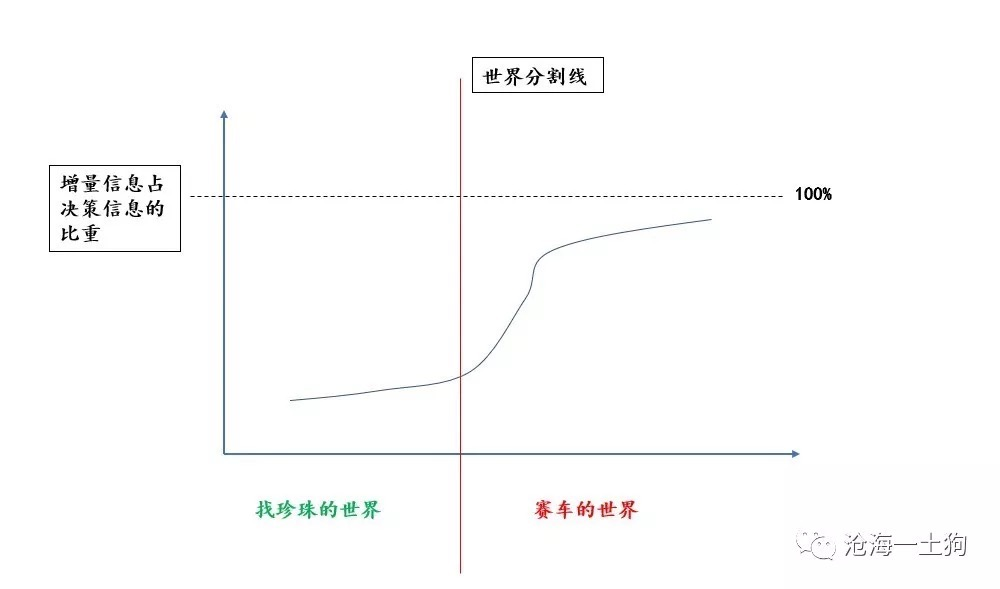 世界分割线
增量信息占
决策信息的
比重
100%
找珍珠的世界
赛车的世界
沧海一土狗